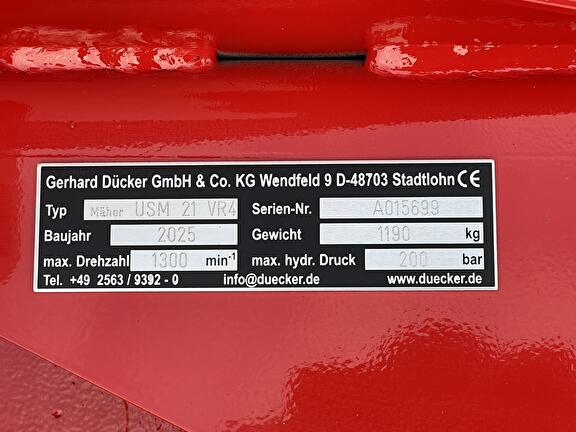 Gerhard Dücker GmbH & Co. KG Wendfeld 9 D-48703 Stadtlohn CE
Typ Mäher USM 21 VR4 Serien-Nr. A015699
Baujahr 2025 Gewicht 1190 kg
max. Drehzahl 1300 min⁻¹ max. hydr. Druck 200 bar
Tel. +49 2563 / 9392 - 0 info@duecker.de www.duecker.de